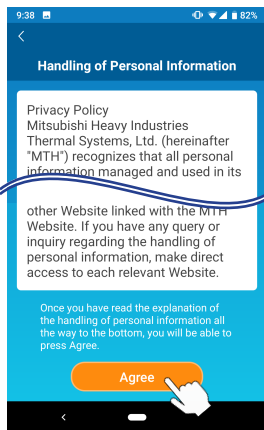 9:38 82%
Handling of Personal Information
Privacy Policy
Mitsubishi Heavy Industries
Thermal Systems, Ltd. (hereinafter
"MTH") recognizes that all personal
information managed and used in its
other Website linked with the MTH
Website. If you have any query or
inquiry regarding the handling of
personal information, make direct
access to each relevant Website.
Once you have read the explanation of
the handling of personal information all
the way to the bottom, you will be able to
press Agree.
Agree